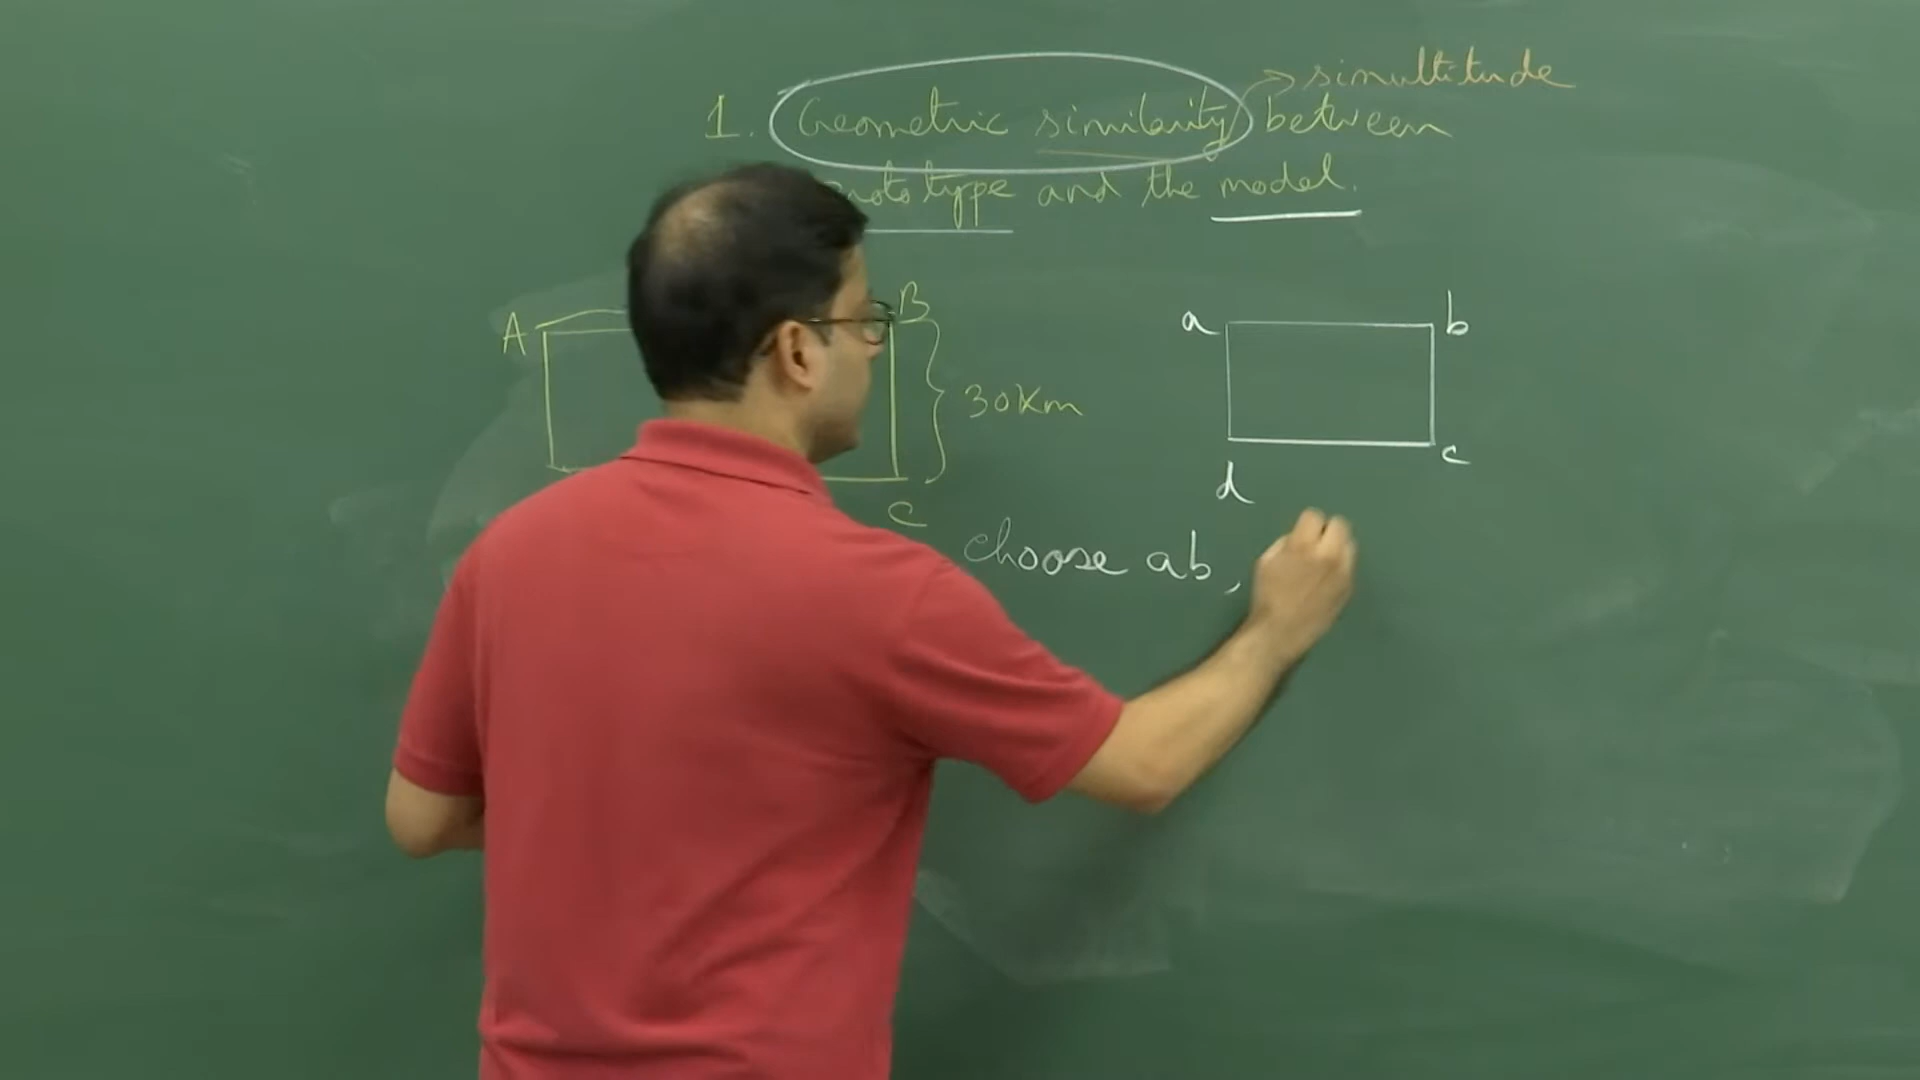 simultitude
1. Geometric similarity between
prototype and the model.
A
B
30 Km
C
a
b
c
d
choose ab,